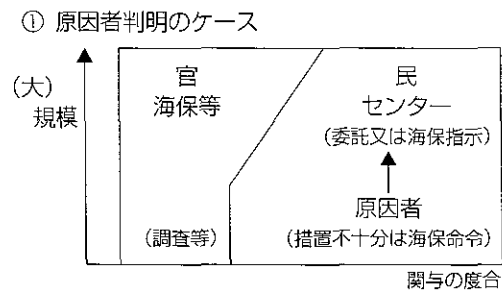 ① 原因者判明のケース
(大)
規模
官
海保等
(調査等)
民
センター
(委託又は海保指示)
原因者
(措置不十分は海保命令)
関与の度合